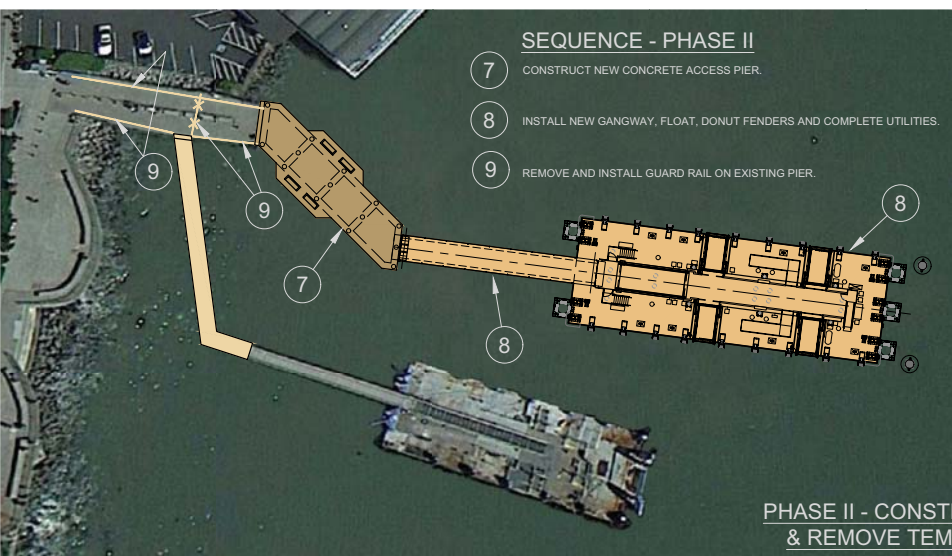 SEQUENCE - PHASE II
7 CONSTRUCT NEW CONCRETE ACCESS PIER.
8 INSTALL NEW GANGWAY, FLOAT, DONUT FENDERS AND COMPLETE UTILITIES.
9 REMOVE AND INSTALL GUARD RAIL ON EXISTING PIER.
9
9
8
7
8
PHASE II - CONST
& REMOVE TEM